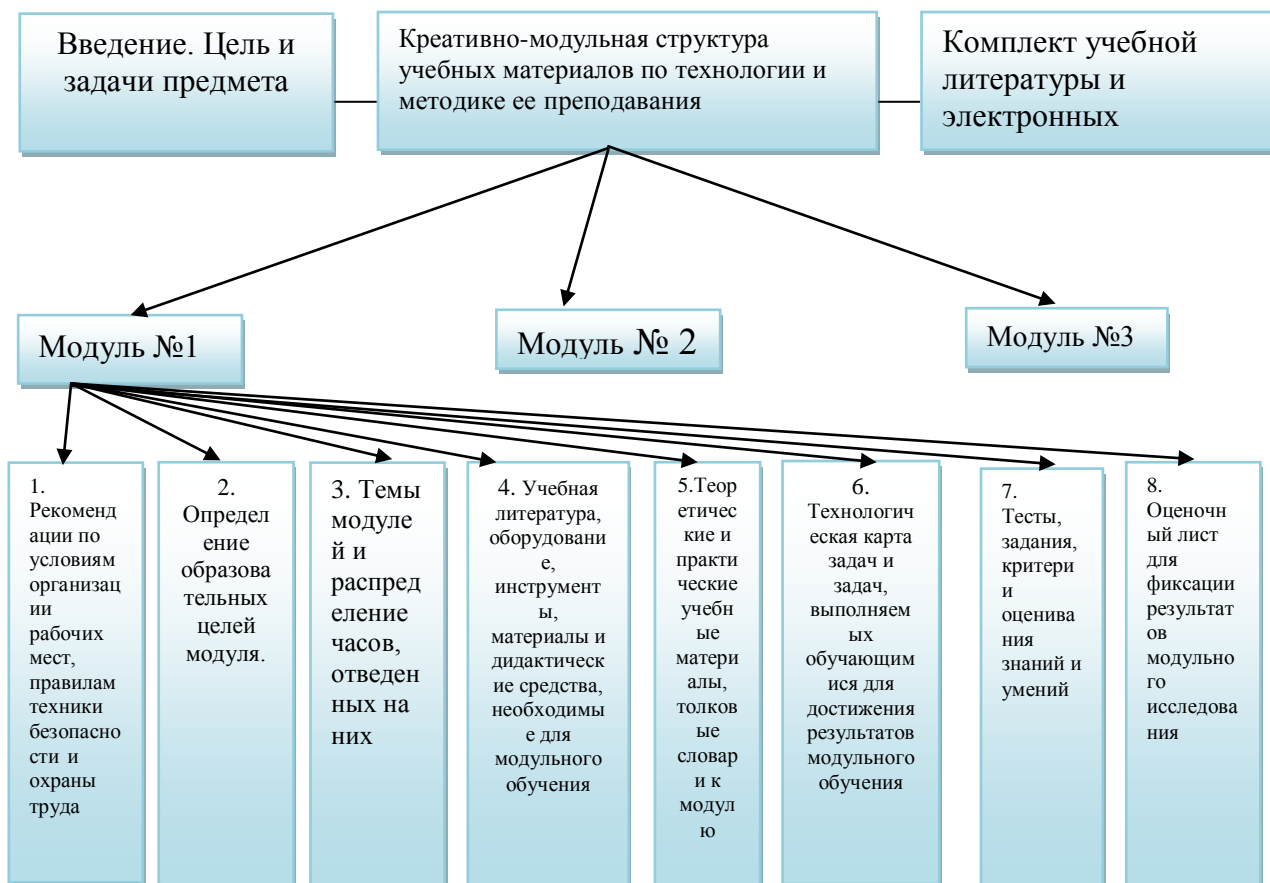 Введение. Цель и
задачи предмета
Креативно-модульная структура
учебных материалов по технологии и
методике ее преподавания
Комплект учебной
литературы и
электронных
Модуль №1
Модуль № 2
Модуль №3
1.
Рекоменд
ации по
условиям
организац
ии
рабочих
мест,
правилам
техники
безопасно
сти и
охраны
труда
2.
Определ
ение
образова
тельных
целей
модуля.
3. Темы
модуле
й и
распред
еление
часов,
отведен
ных на
них
4. Учебная
литература,
оборудовани
е,
инструмент
ы,
материалы и
дидактическ
ие средства,
необходимы
е для
модульного
обучения
5.Теор
етичес
кие и
практи
ческие
учебн
ые
матери
алы,
толков
ые
словар
и к
модул
ю
6.
Технологич
еская карта
задач и
задач,
выполняем
ых
обучающим
ися для
достижения
результатов
модульного
обучения
7.
Тесты,
задания,
критери
и
оценива
ния
знаний и
умений
8.
Оценочн
ый лист
для
фиксации
результат
ов
модульно
го
исследова
ния